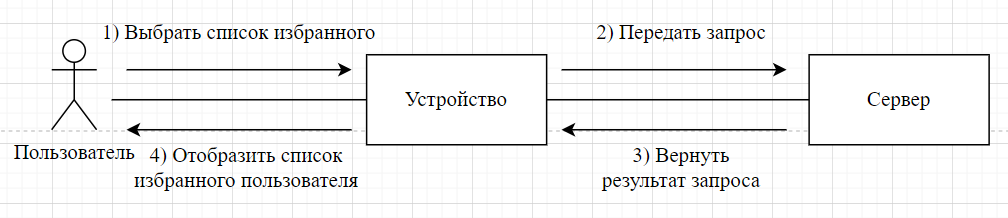 1) Выбрать список избранного
2) Передать запрос
Устройство
Сервер
Пользователь
4) Отобразить список
избранного пользователя
3) Вернуть
результат запроса